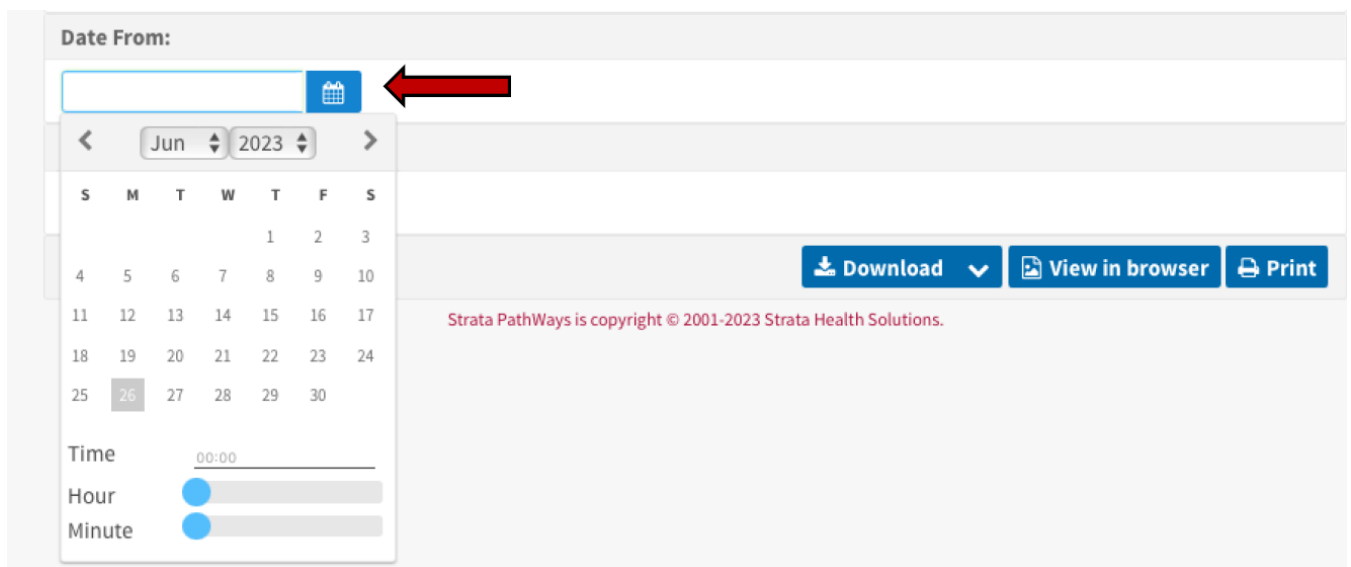 Date From:
Jun 2023
S M T W T F S
1 2 3
4 5 6 7 8 9 10
11 12 13 14 15 16 17
18 19 20 21 22 23 24
25 26 27 28 29 30
Time 00:00
Hour
Minute
Download View in browser Print
Strata PathWays is copyright © 2001-2023 Strata Health Solutions.